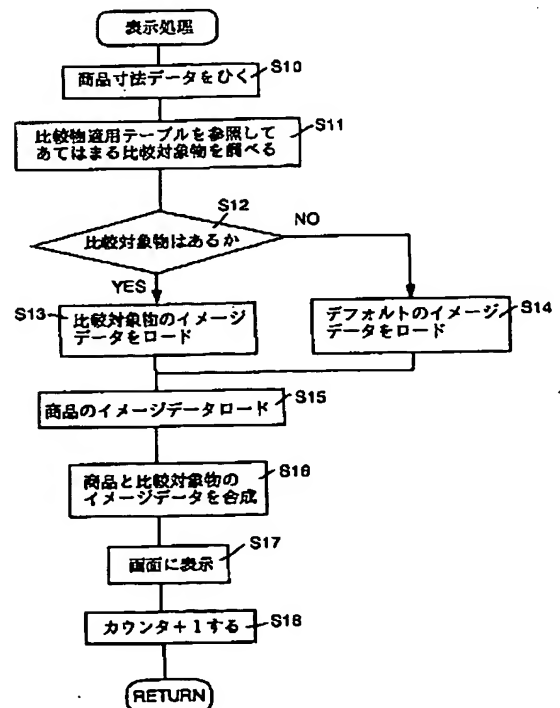 表示処理
商品寸法データをひく
S10
比較物適用テーブルを参照して
あてはまる比較対象物を調べる
S11
S12
比較対象物はあるか
NO
YES
S13
比較対象物のイメージ
データをロード
デフォルトのイメージ
データをロード
S14
商品のイメージデータロード
S15
商品と比較対象物の
イメージデータを合成
S16
画面に表示
S17
カウンタ+1する
S18
RETURN